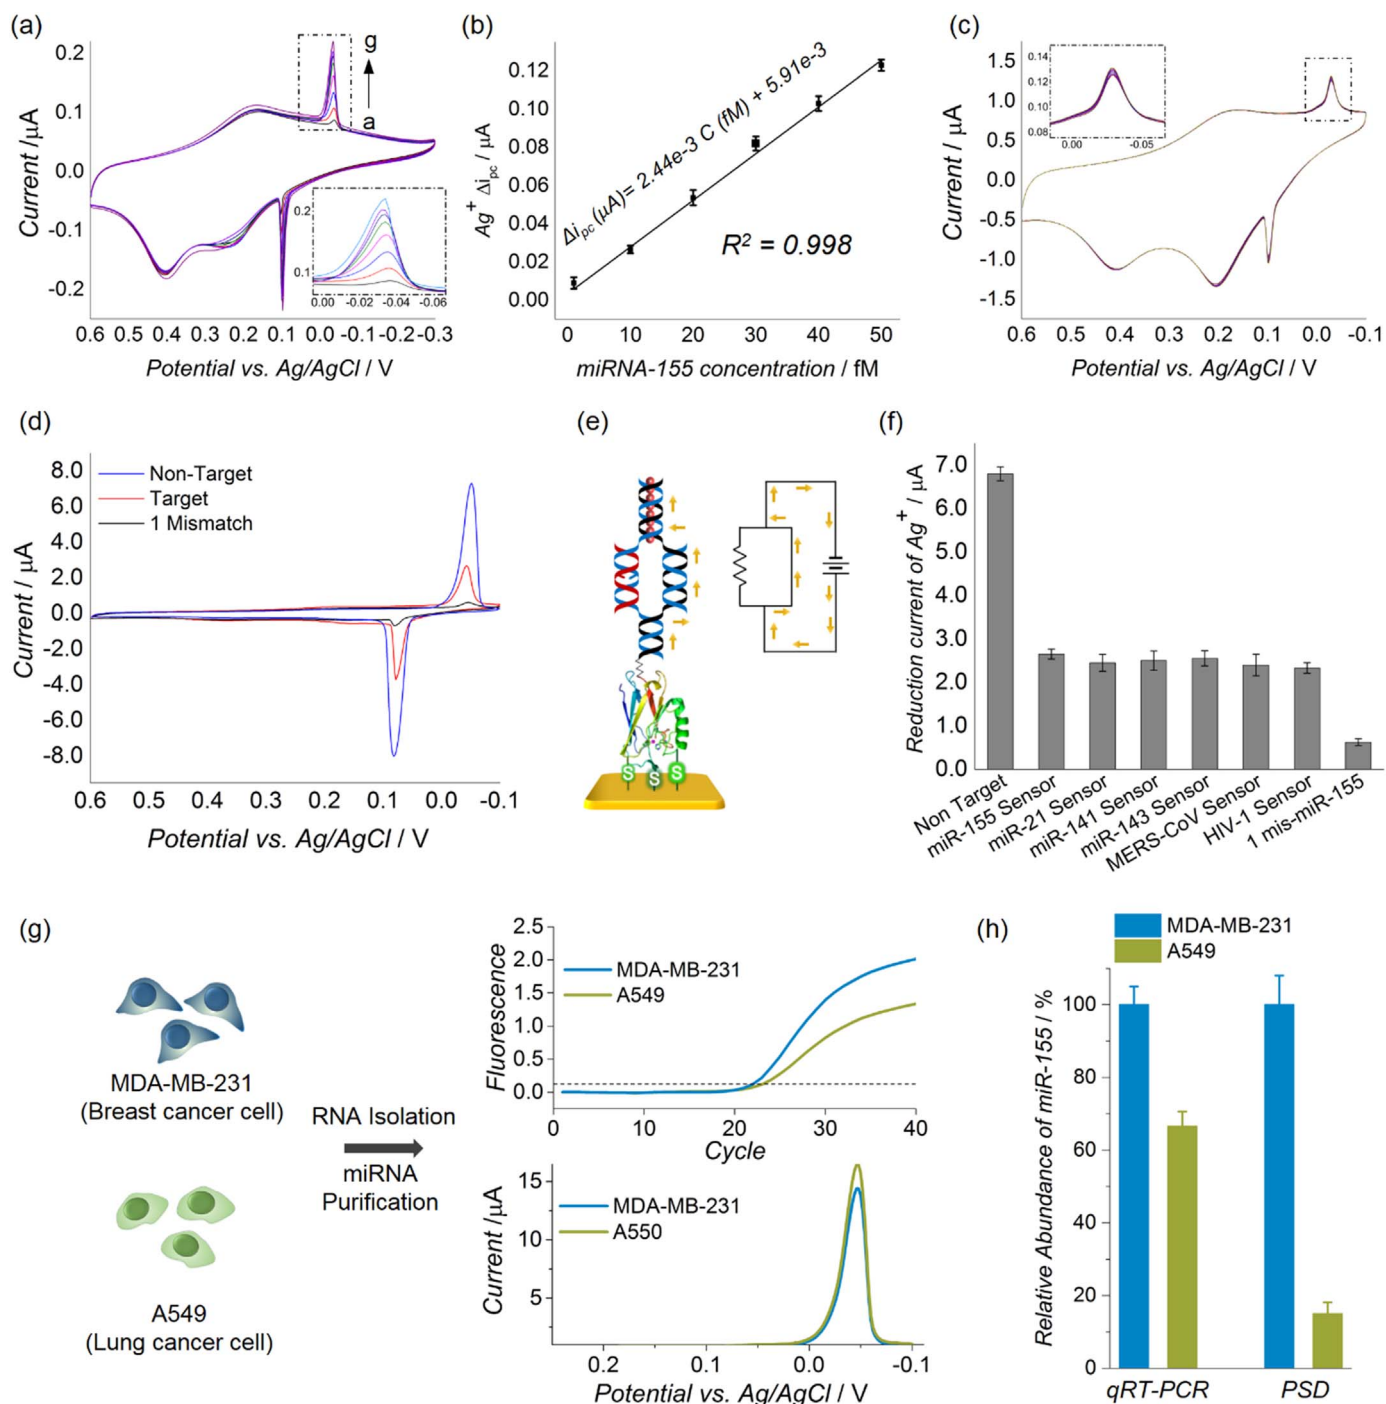 (a)
0.2
0.1
0.0
-0.1
-0.2
Current /µA
g
a
0.2
0.1
0.00 -0.02 -0.04 -0.06
0.6 0.5 0.4 0.3 0.2 0.1 0.0 -0.1 -0.2 -0.3
Potential vs. Ag/AgCl / V
(b)
0.12
0.10
0.08
0.06
0.04
0.02
0.00
Ag+ Δipc / µA
Δipc (µA)= 2.44e-3 C (fM) + 5.91e-3
R² = 0.998
0 10 20 30 40 50
miRNA-155 concentration / fM
(c)
1.5
1.0
0.5
0.0
-0.5
-1.0
-1.5
Current / µA
0.14
0.12
0.10
0.08
0.00 -0.05
0.6 0.5 0.4 0.3 0.2 0.1 0.0 -0.1
Potential vs. Ag/AgCl / V
(d)
8.0
6.0
4.0
2.0
0.0
-2.0
-4.0
-6.0
-8.0
Current / µA
Non-Target
Target
1 Mismatch
0.6 0.5 0.4 0.3 0.2 0.1 0.0 -0.1
Potential vs. Ag/AgCl / V
(e)
S S S
(f)
7.0
6.0
5.0
4.0
3.0
2.0
1.0
0.0
Reduction current of Ag+ / µA
Non Target
miR-155 Sensor
miR-21 Sensor
miR-141 Sensor
miR-143 Sensor
MERS-CoV Sensor
HIV-1 Sensor
1 mis-miR-155
(g)
MDA-MB-231
(Breast cancer cell)
A549
(Lung cancer cell)
RNA Isolation
miRNA
Purification
2.5
2.0
1.5
1.0
0.5
0.0
Fluorescence
MDA-MB-231
A549
0 10 20 30 40
Cycle
15
10
5
Current /µA
MDA-MB-231
A550
0.2 0.1 0.0 -0.1
Potential vs. Ag/AgCl / V
(h)
MDA-MB-231
A549
100
80
60
40
20
0
Relative Abundance of miR-155 / %
qRT-PCR PSD